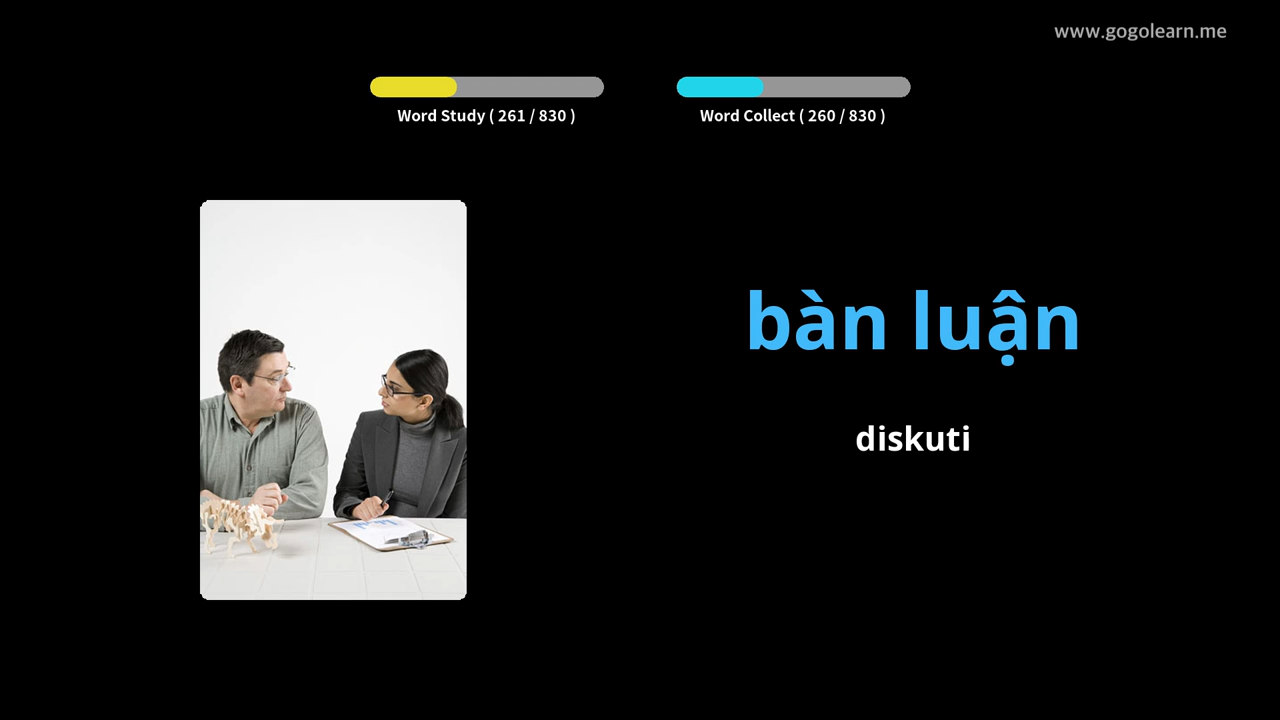 www.gogolearn.me
Word Study ( 261 / 830 )
Word Collect ( 260 / 830 )
bàn luận
diskuti